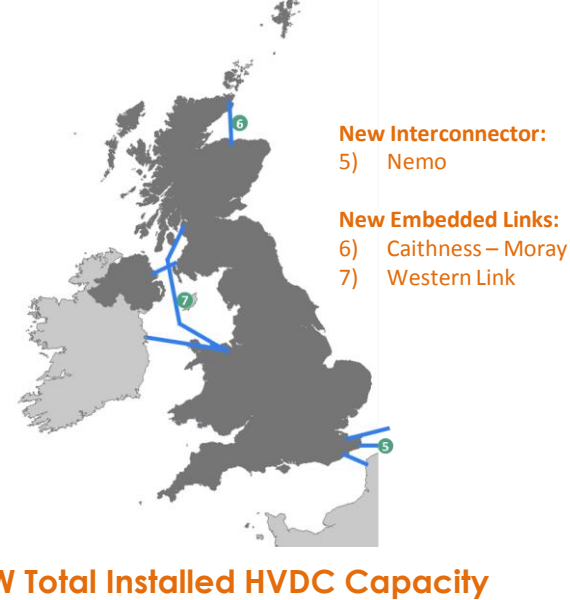 6
New Interconnector:
5) Nemo
New Embedded Links:
6) Caithness – Moray
7) Western Link
7
5
W Total Installed HVDC Capacity